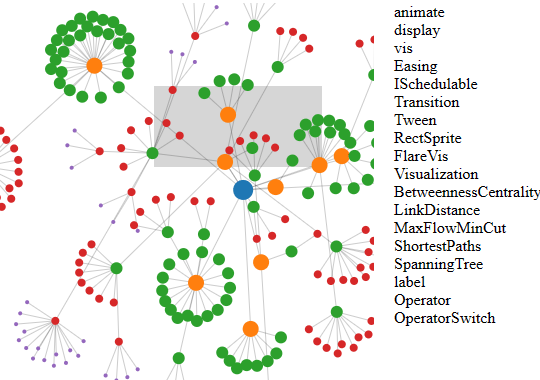 animate
display
vis
Easing
ISchedulable
Transition
Tween
RectSprite
FlareVis
Visualization
BetweennessCentrality
LinkDistance
MaxFlowMinCut
ShortestPaths
SpanningTree
label
Operator
OperatorSwitch